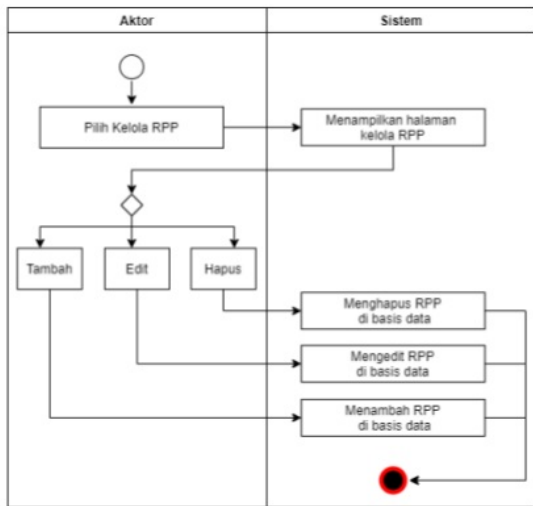 Aktor
Sistem
Pilih Kelola RPP
Menampilkan halaman
kelola RPP
Tambah
Edit
Hapus
Menghapus RPP
di basis data
Mengedit RPP
di basis data
Menambah RPP
di basis data